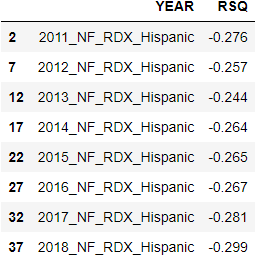 YEAR RSQ
2 2011_NF_RDX_Hispanic -0.276
7 2012_NF_RDX_Hispanic -0.257
12 2013_NF_RDX_Hispanic -0.244
17 2014_NF_RDX_Hispanic -0.264
22 2015_NF_RDX_Hispanic -0.265
27 2016_NF_RDX_Hispanic -0.267
32 2017_NF_RDX_Hispanic -0.281
37 2018_NF_RDX_Hispanic -0.299